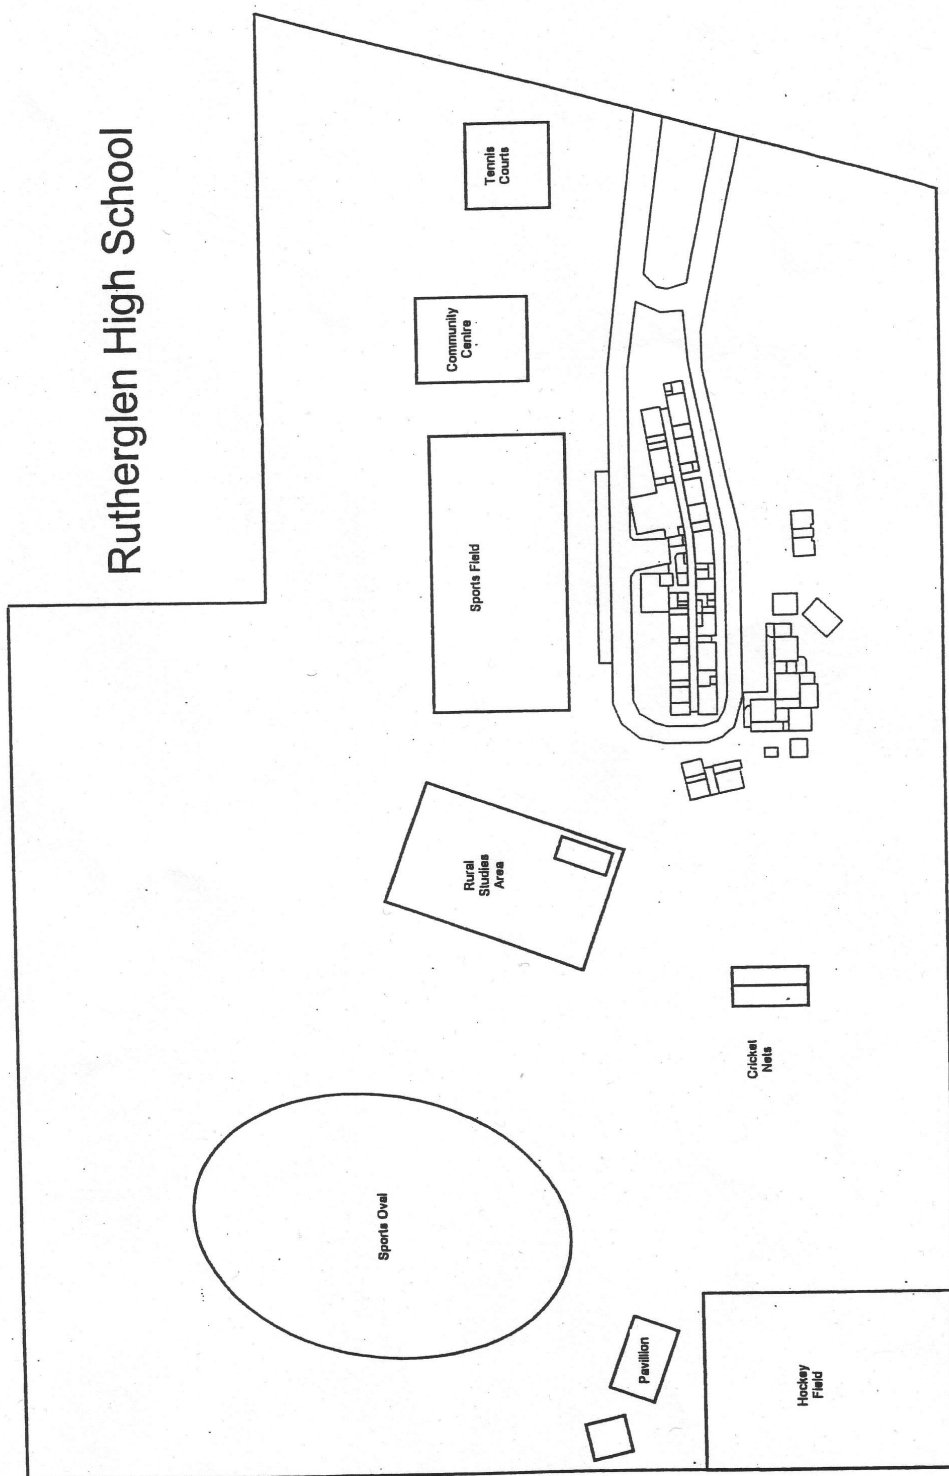 Rutherglen High School
Tennis
Courts
Community
Centre
Sports Field
Rural
Studies
Area
Cricket
Nets
Sports Oval
Pavillion
Hockey
Field